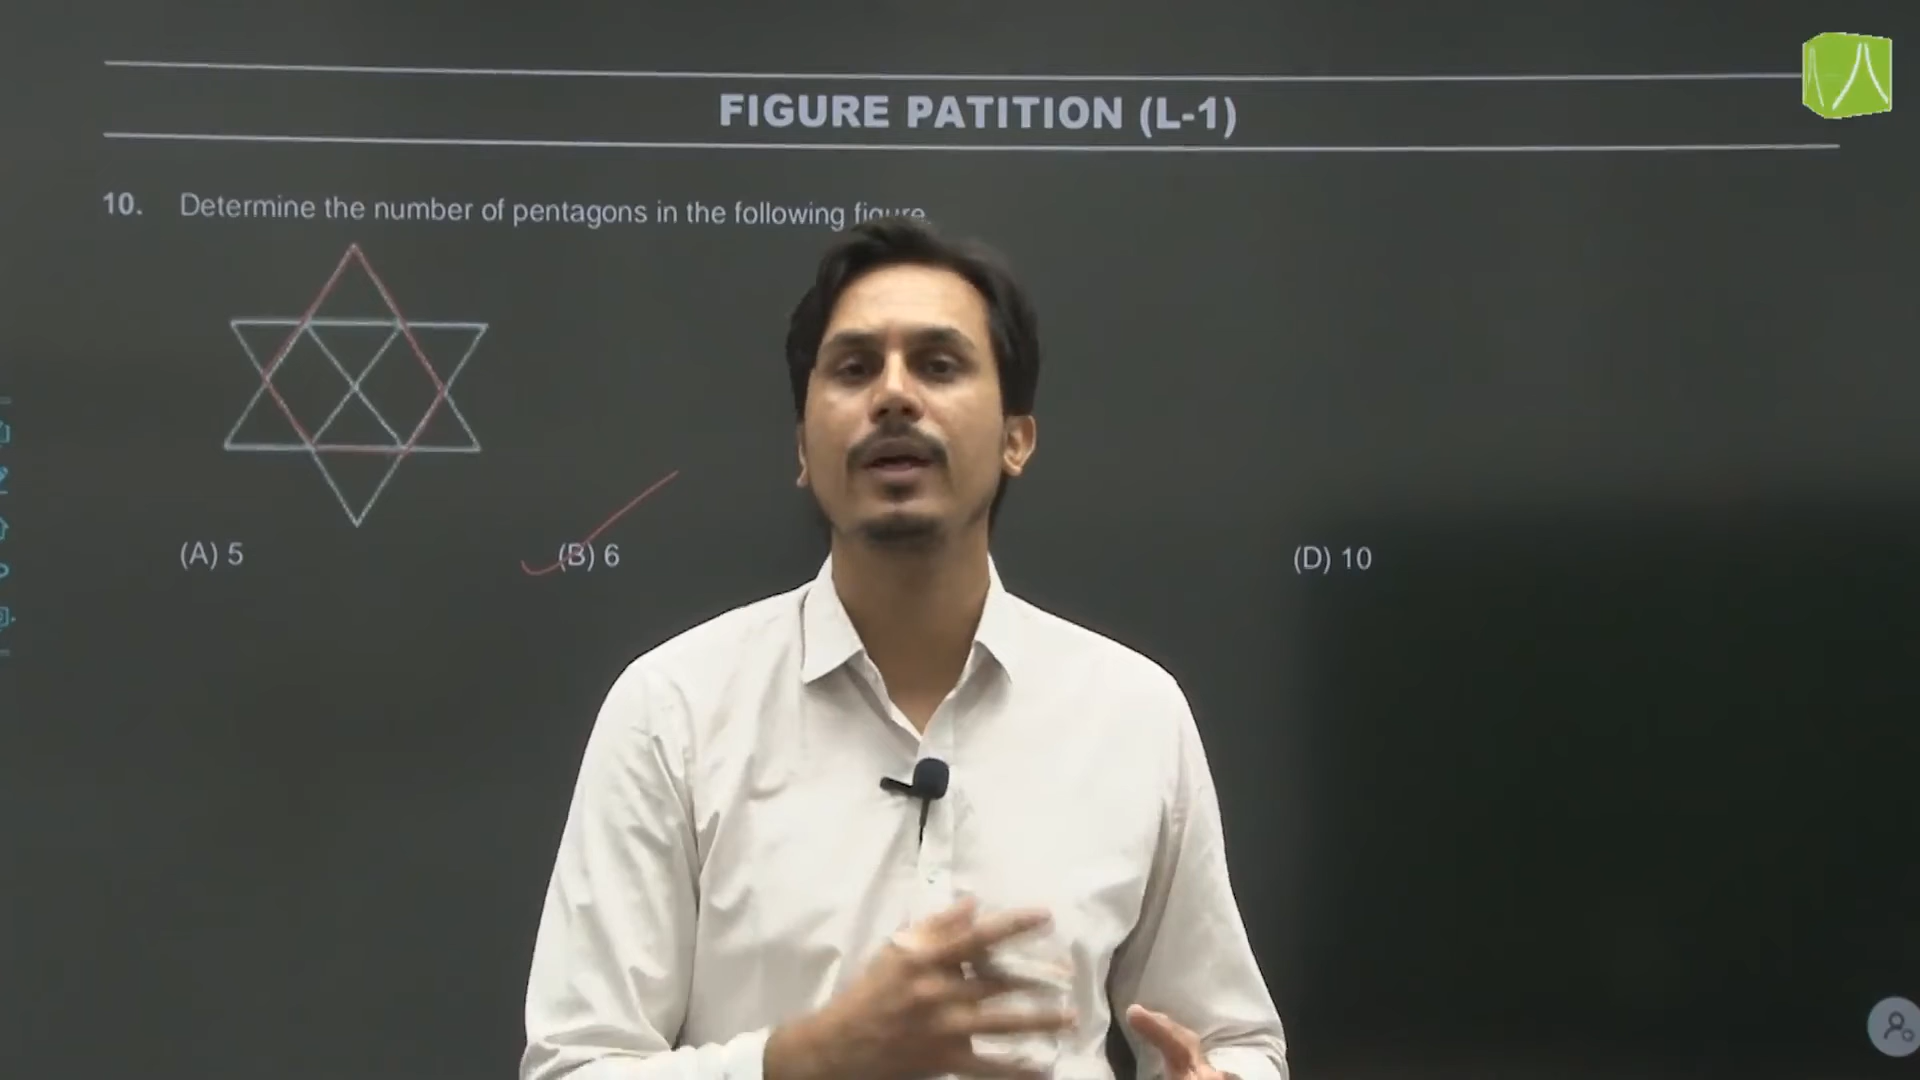 FIGURE PATITION (L-1)
10. Determine the number of pentagons in the following figure.
(A) 5 (B) 6 (D) 10